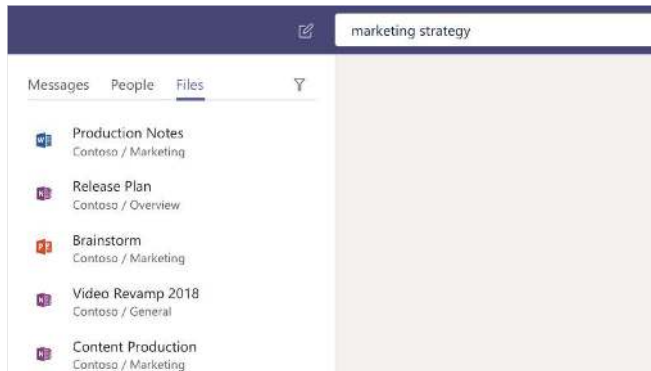 marketing strategy
Messages People Files
Production Notes
Contoso / Marketing
Release Plan
Contoso / Overview
Brainstorm
Contoso / Marketing
Video Revamp 2018
Contoso / General
Content Production
Contoso / Marketing